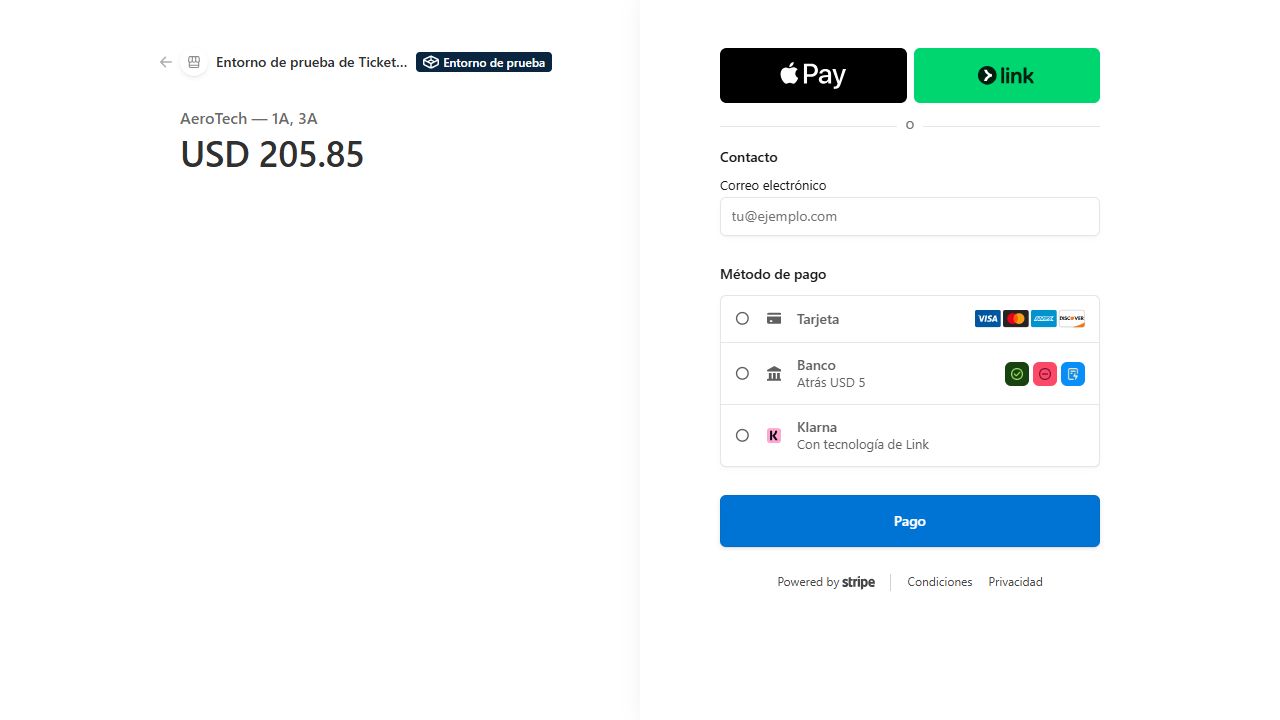 Entorno de prueba de Ticket... Entorno de prueba
AeroTech — 1A, 3A
USD 205.85
Pay link
O
Contacto
Correo electrónico
tu@ejemplo.com
Método de pago
Tarjeta VISA DISCOVER
Banco
Atrás USD 5
Klarna
Con tecnología de Link
Pago
Powered by stripe Condiciones Privacidad